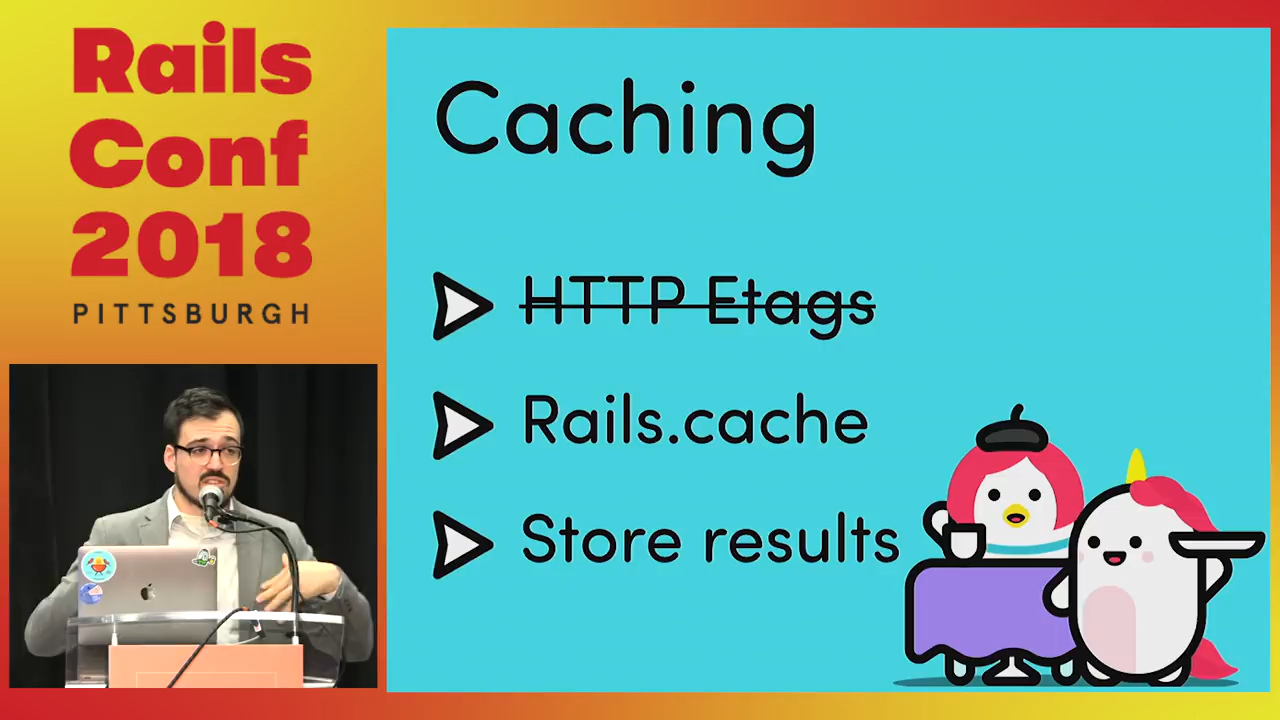 Rails
Conf
2018
PITTSBURGH
Caching
HTTP Etags
Rails.cache
Store results